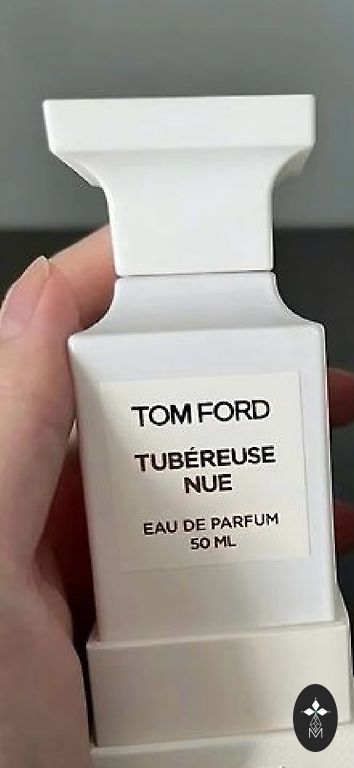 TOM FORD
TUBÉREUSE
NUE
EAU DE PARFUM
50 ML
M